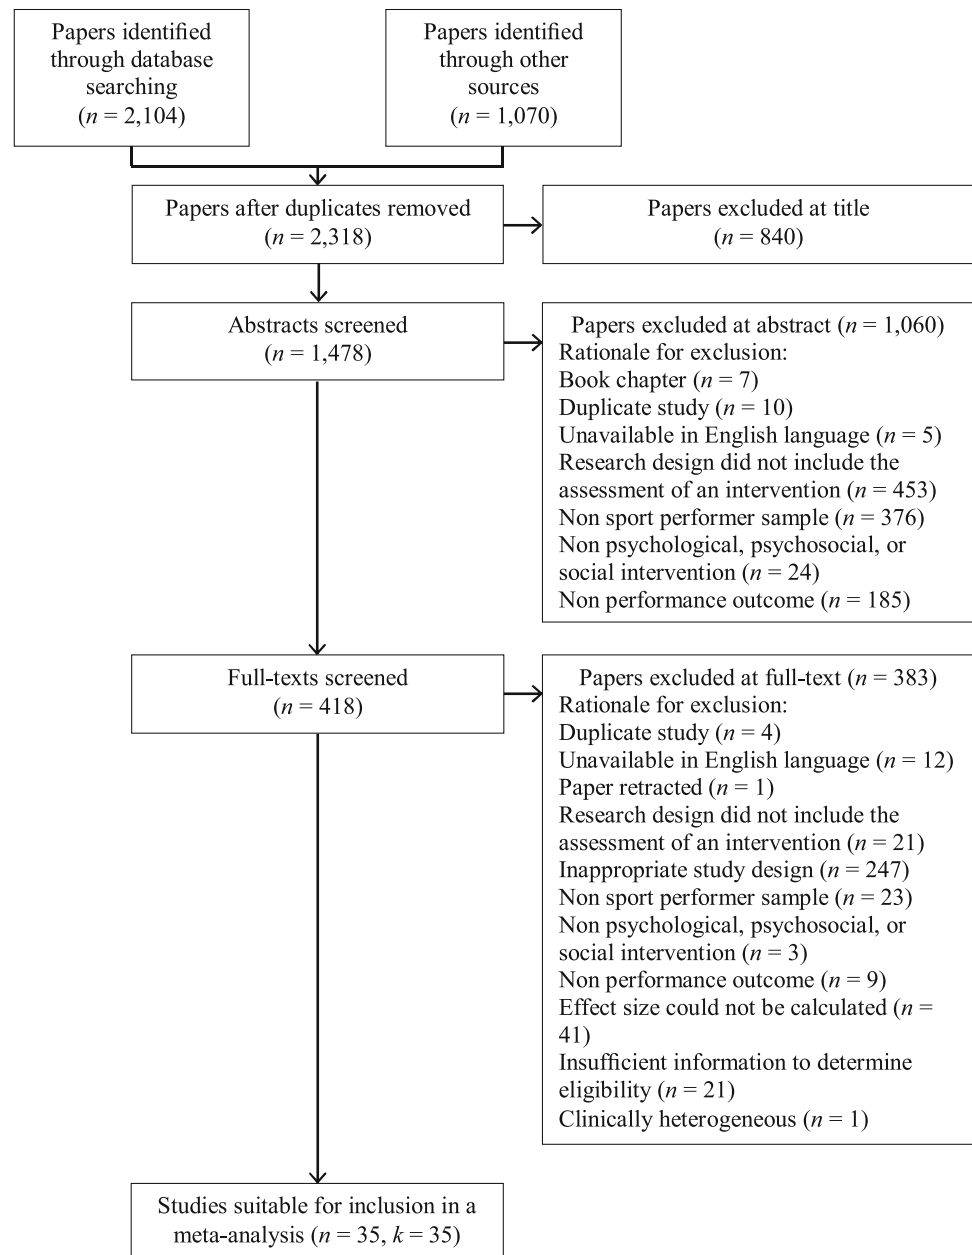 Papers identified
through database
searching
(n = 2,104)
Papers identified
through other
sources
(n = 1,070)
Papers after duplicates removed
(n = 2,318)
Papers excluded at title
(n = 840)
Abstracts screened
(n = 1,478)
Papers excluded at abstract (n = 1,060)
Rationale for exclusion:
Book chapter (n = 7)
Duplicate study (n = 10)
Unavailable in English language (n = 5)
Research design did not include the
assessment of an intervention (n = 453)
Non sport performer sample (n = 376)
Non psychological, psychosocial, or
social intervention (n = 24)
Non performance outcome (n = 185)
Full-texts screened
(n = 418)
Papers excluded at full-text (n = 383)
Rationale for exclusion:
Duplicate study (n = 4)
Unavailable in English language (n = 12)
Paper retracted (n = 1)
Research design did not include the
assessment of an intervention (n = 21)
Inappropriate study design (n = 247)
Non sport performer sample (n = 23)
Non psychological, psychosocial, or
social intervention (n = 3)
Non performance outcome (n = 9)
Effect size could not be calculated (n =
41)
Insufficient information to determine
eligibility (n = 21)
Clinically heterogeneous (n = 1)
Studies suitable for inclusion in a
meta-analysis (n = 35, k = 35)